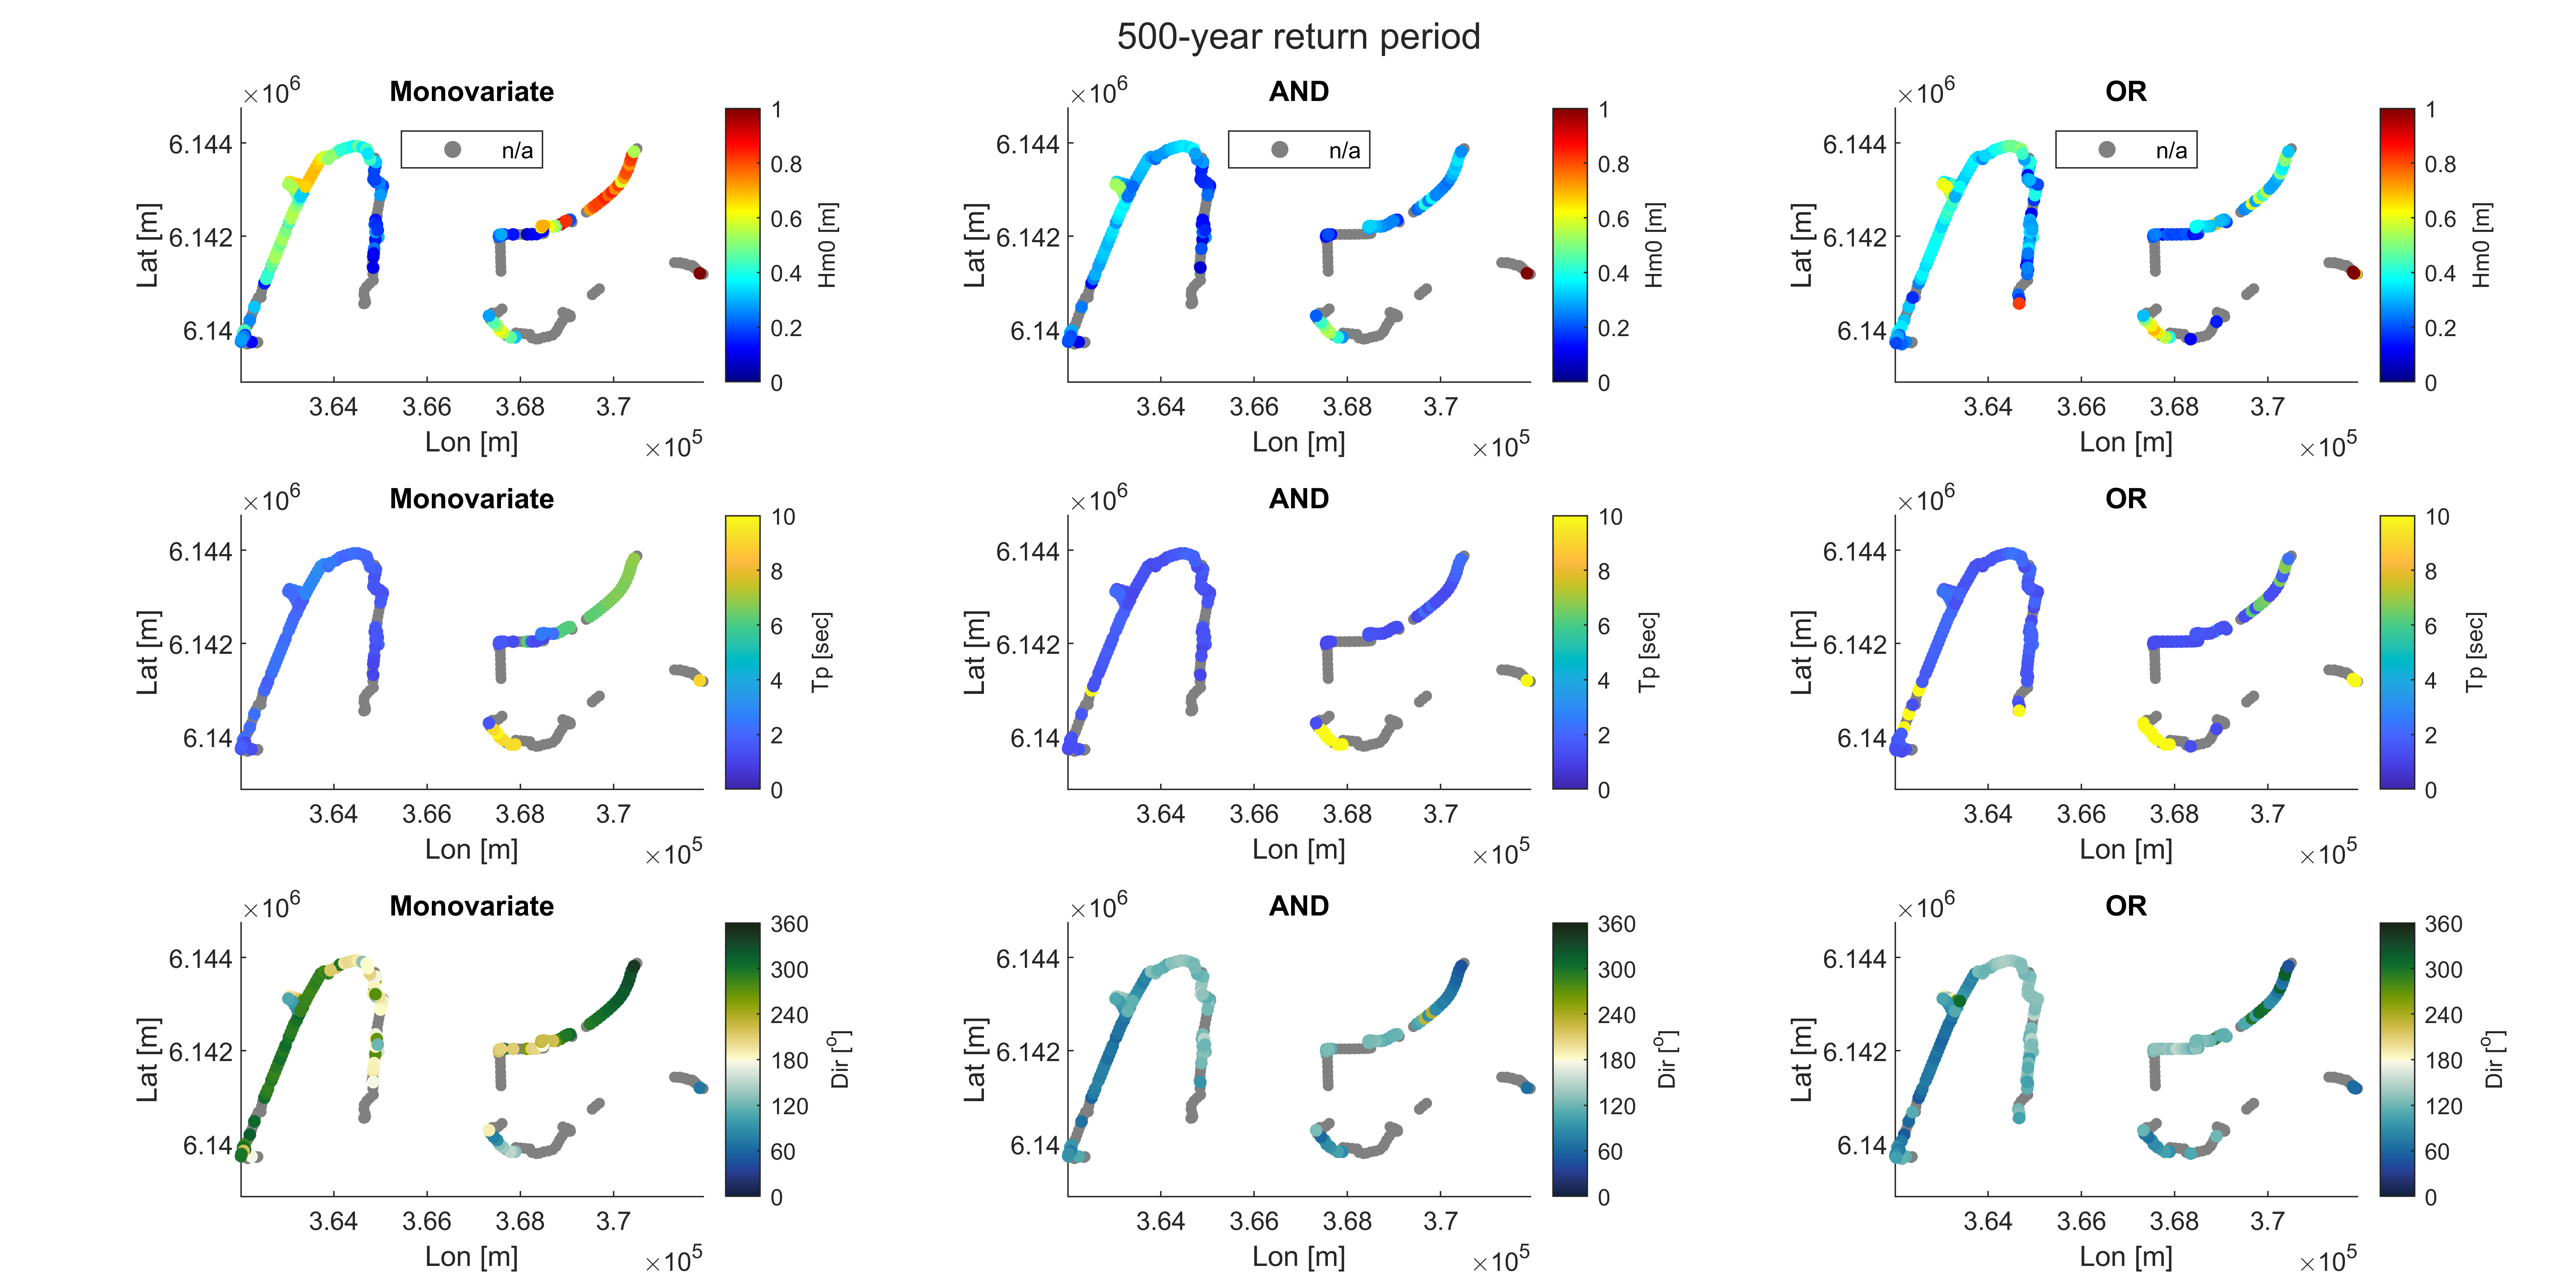 500-year return period
Monovariate
×10^6
6.144
6.142
6.14
Lat [m]
3.64 3.66 3.68 3.7
Lon [m]
×10^5
n/a
1
0.8
0.6
0.4
0.2
0
Hm0 [m]
AND
×10^6
6.144
6.142
6.14
Lat [m]
3.64 3.66 3.68 3.7
Lon [m]
×10^5
n/a
1
0.8
0.6
0.4
0.2
0
Hm0 [m]
OR
×10^6
6.144
6.142
6.14
Lat [m]
3.64 3.66 3.68 3.7
Lon [m]
×10^5
n/a
1
0.8
0.6
0.4
0.2
0
Hm0 [m]
Monovariate
×10^6
6.144
6.142
6.14
Lat [m]
3.64 3.66 3.68 3.7
Lon [m]
×10^5
10
8
6
4
2
0
Tp [sec]
AND
×10^6
6.144
6.142
6.14
Lat [m]
3.64 3.66 3.68 3.7
Lon [m]
×10^5
10
8
6
4
2
0
Tp [sec]
OR
×10^6
6.144
6.142
6.14
Lat [m]
3.64 3.66 3.68 3.7
Lon [m]
×10^5
10
8
6
4
2
0
Tp [sec]
Monovariate
×10^6
6.144
6.142
6.14
Lat [m]
3.64 3.66 3.68 3.7
Lon [m]
×10^5
360
300
240
180
120
60
0
Dir [°]
AND
×10^6
6.144
6.142
6.14
Lat [m]
3.64 3.66 3.68 3.7
Lon [m]
×10^5
360
300
240
180
120
60
0
Dir [°]
OR
×10^6
6.144
6.142
6.14
Lat [m]
3.64 3.66 3.68 3.7
Lon [m]
×10^5
360
300
240
180
120
60
0
Dir [°]